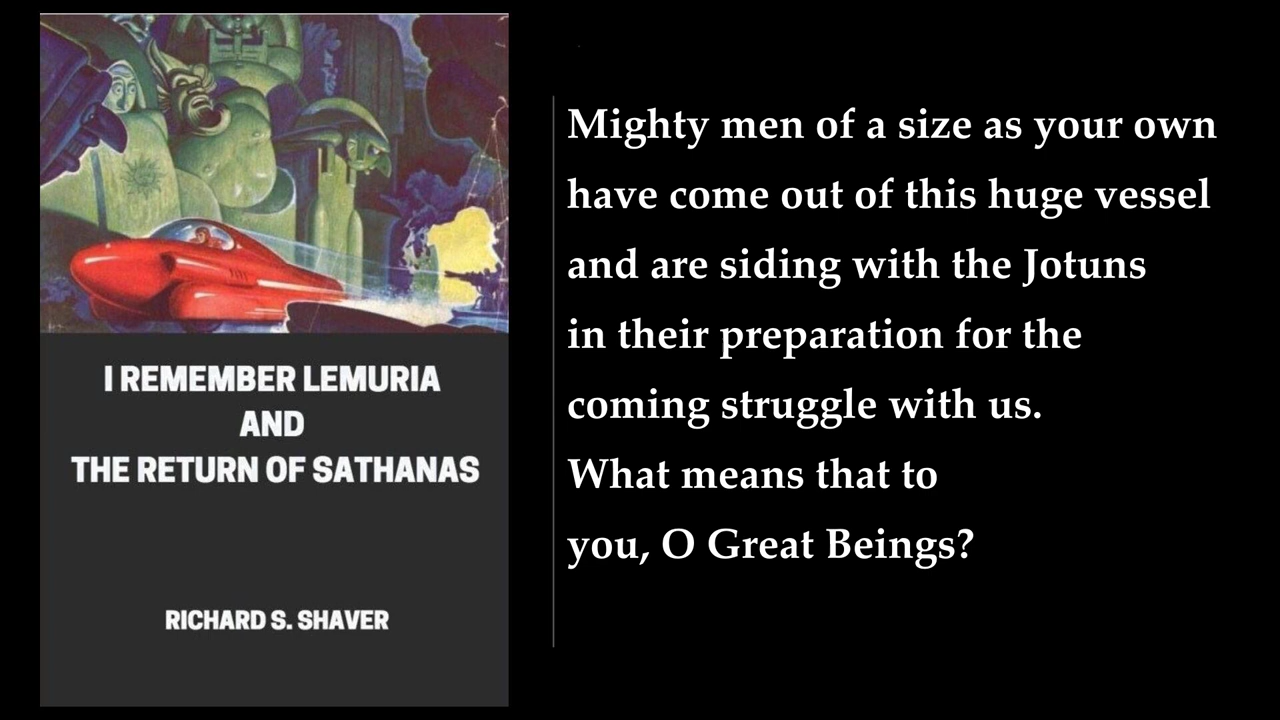 I REMEMBER LEMURIA
AND
THE RETURN OF SATHANAS
RICHARD S. SHAVER
Mighty men of a size as your own
have come out of this huge vessel
and are siding with the Jotuns
in their preparation for the
coming struggle with us.
What means that to
you, O Great Beings?